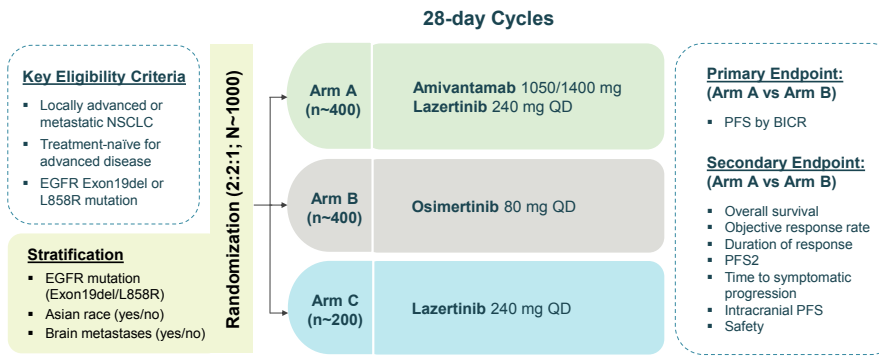 28-day Cycles
Key Eligibility Criteria
▪ Locally advanced or
metastatic NSCLC
▪ Treatment-naïve for
advanced disease
▪ EGFR Exon19del or
L858R mutation
Stratification
▪ EGFR mutation
(Exon19del/L858R)
▪ Asian race (yes/no)
▪ Brain metastases (yes/no)
Randomization (2:2:1; N~1000)
Arm A
(n~400)
Amivantamab 1050/1400 mg
Lazertinib 240 mg QD
Arm B
(n~400)
Osimertinib 80 mg QD
Arm C
(n~200)
Lazertinib 240 mg QD
Primary Endpoint:
(Arm A vs Arm B)
▪ PFS by BICR
Secondary Endpoint:
(Arm A vs Arm B)
▪ Overall survival
▪ Objective response rate
▪ Duration of response
▪ PFS2
▪ Time to symptomatic
progression
▪ Intracranial PFS
▪ Safety